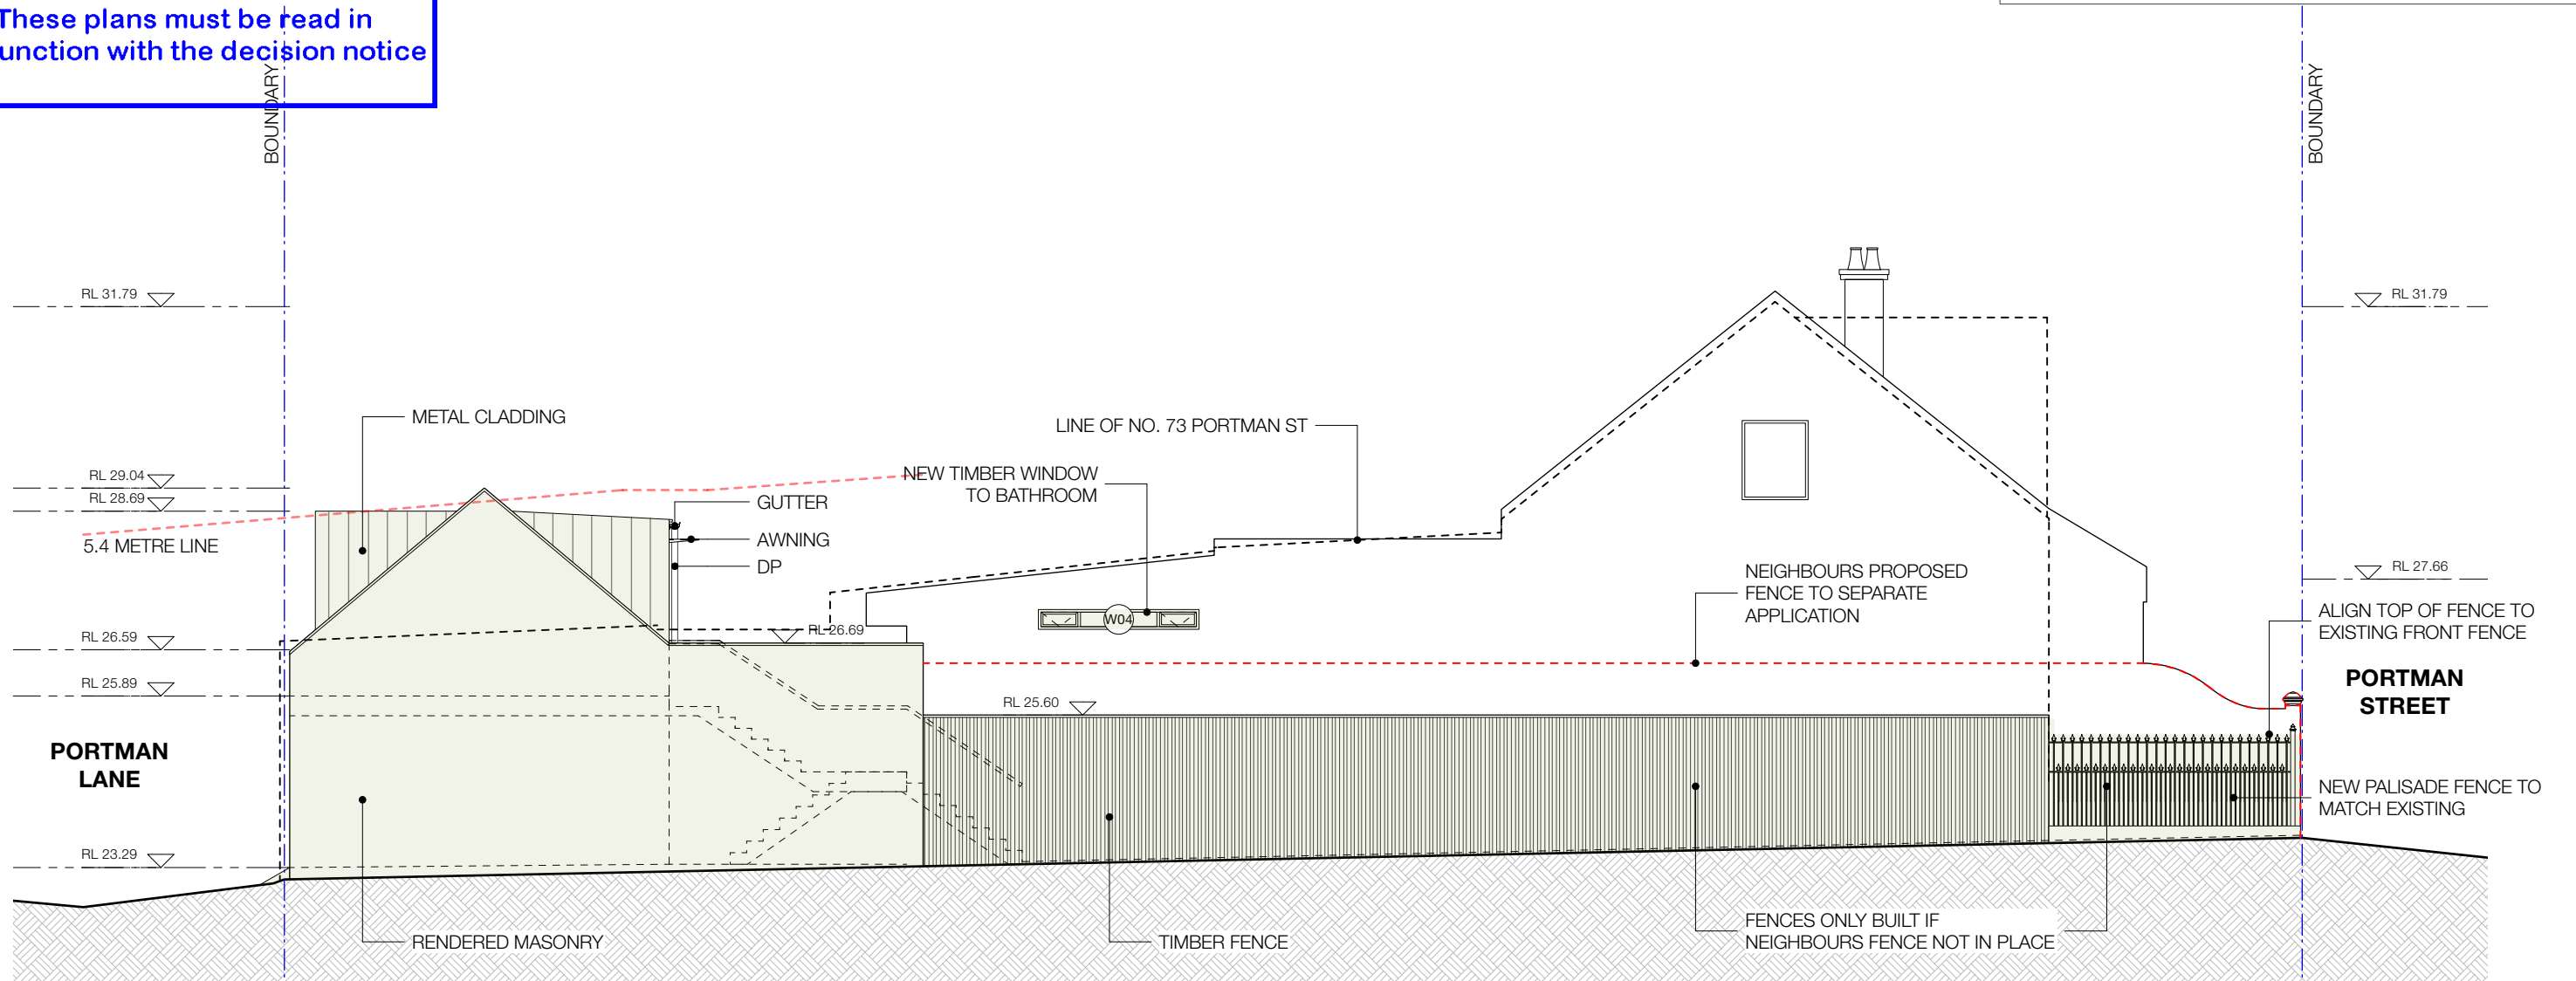 These plans must be read in
unction with the decision notice
BOUNDARY
BOUNDARY
RL 31.79
RL 31.79
METAL CLADDING
LINE OF NO. 73 PORTMAN ST
RL 29.04
RL 28.69
NEW TIMBER WINDOW
TO BATHROOM
GUTTER
AWNING
DP
5.4 METRE LINE
NEIGHBOURS PROPOSED
FENCE TO SEPARATE
APPLICATION
RL 27.66
ALIGN TOP OF FENCE TO
EXISTING FRONT FENCE
W04
RL 26.69
RL 26.59
RL 25.89
RL 25.60
PORTMAN
STREET
PORTMAN
LANE
NEW PALISADE FENCE TO
MATCH EXISTING
RL 23.29
RENDERED MASONRY
TIMBER FENCE
FENCES ONLY BUILT IF
NEIGHBOURS FENCE NOT IN PLACE